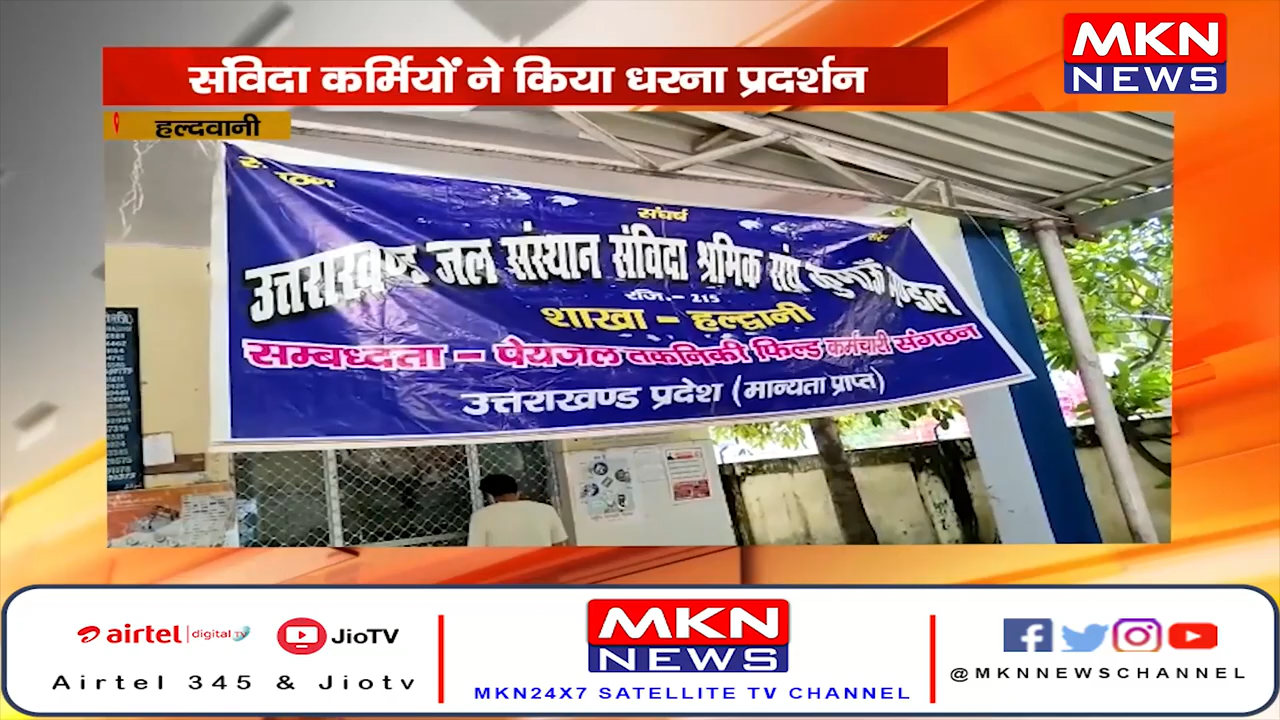 संविदा कर्मियों ने किया धरना प्रदर्शन
MKN
NEWS
हल्दवानी
संघर्ष
उत्तराखण्ड जल संस्थान संविदा श्रमिक संघ कुमाऊँ मण्डल
रजि.- 215
शाखा - हल्द्वानी
सम्बध्दता - पेयजल तकनिकी फिल्ड कर्मचारी संगठन
उत्तराखण्ड प्रदेश (मान्यता प्राप्त)
airtel digital TV
JioTV
Airtel 345 & Jiotv
MKN
NEWS
MKN24X7 SATELLITE TV CHANNEL
@MKNNEWSCHANNEL